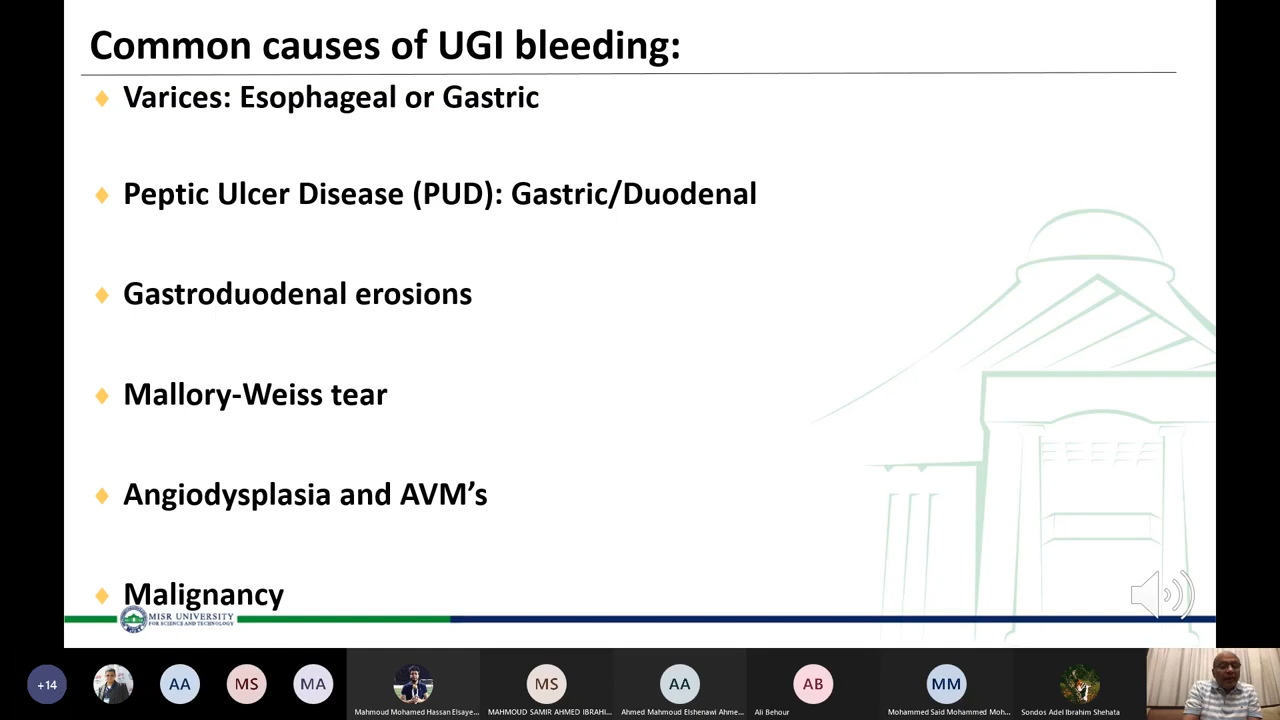 Common causes of UGI bleeding:
Varices: Esophageal or Gastric
Peptic Ulcer Disease (PUD): Gastric/Duodenal
Gastroduodenal erosions
Mallory-Weiss tear
Angiodysplasia and AVM’s
Malignancy
MISR UNIVERSITY
FOR SCIENCE AND TECHNOLOGY
+14
AA
MS
MA
Mahmoud Mohamed Hassan Elsaye...
MS
MAHMOUD SAMIR AHMED IBRAHI...
AA
Ahmed Mahmoud Elshenawi Ahme...
AB
Ali Behour
MM
Mohammed Said Mohammed Moh...
Sondos Adel Ibrahim Shehata